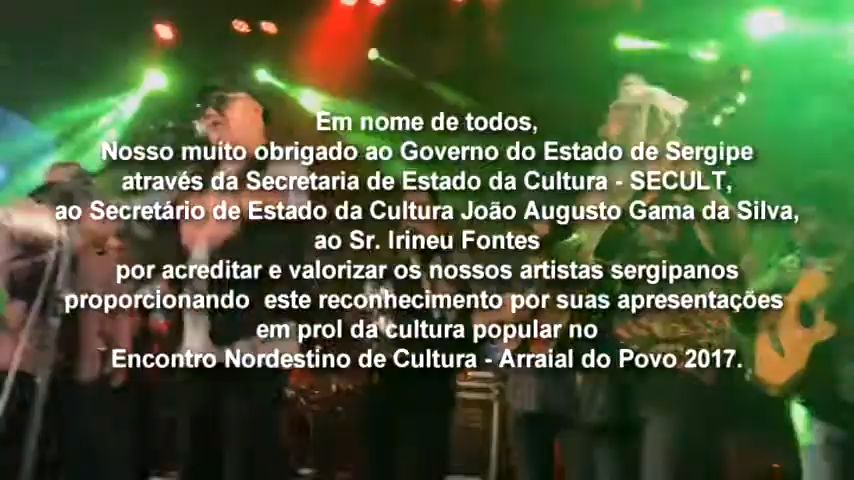 Em nome de todos,
Nosso muito obrigado ao Governo do Estado de Sergipe
através da Secretaria de Estado da Cultura - SECULT,
ao Secretário de Estado da Cultura João Augusto Gama da Silva,
ao Sr. Irineu Fontes
por acreditar e valorizar os nossos artistas sergipanos
proporcionando este reconhecimento por suas apresentações
em prol da cultura popular no
Encontro Nordestino de Cultura - Arraial do Povo 2017.